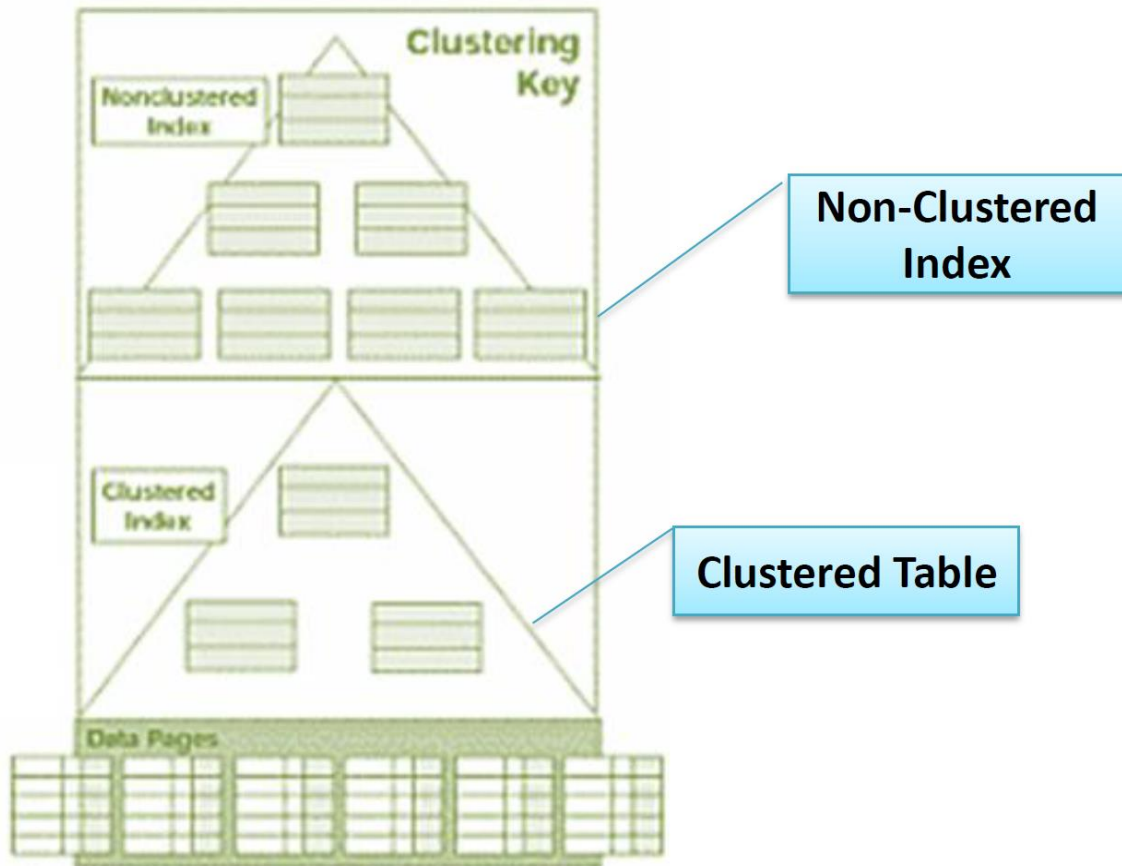 Clustering
Key
Nonclustered
Index
Non-Clustered
Index
Clustered
Index
Clustered Table
Data Pages